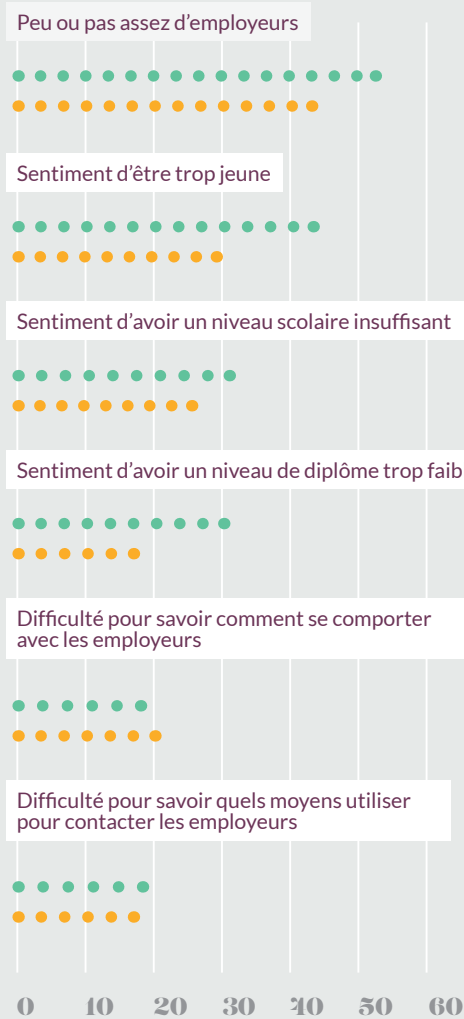 Peu ou pas assez d’employeurs
Sentiment d’être trop jeune
Sentiment d’avoir un niveau scolaire insuffisant
Sentiment d’avoir un niveau de diplôme trop faib
Difficulté pour savoir comment se comporter
avec les employeurs
Difficulté pour savoir quels moyens utiliser
pour contacter les employeurs
0 10 20 30 40 50 60